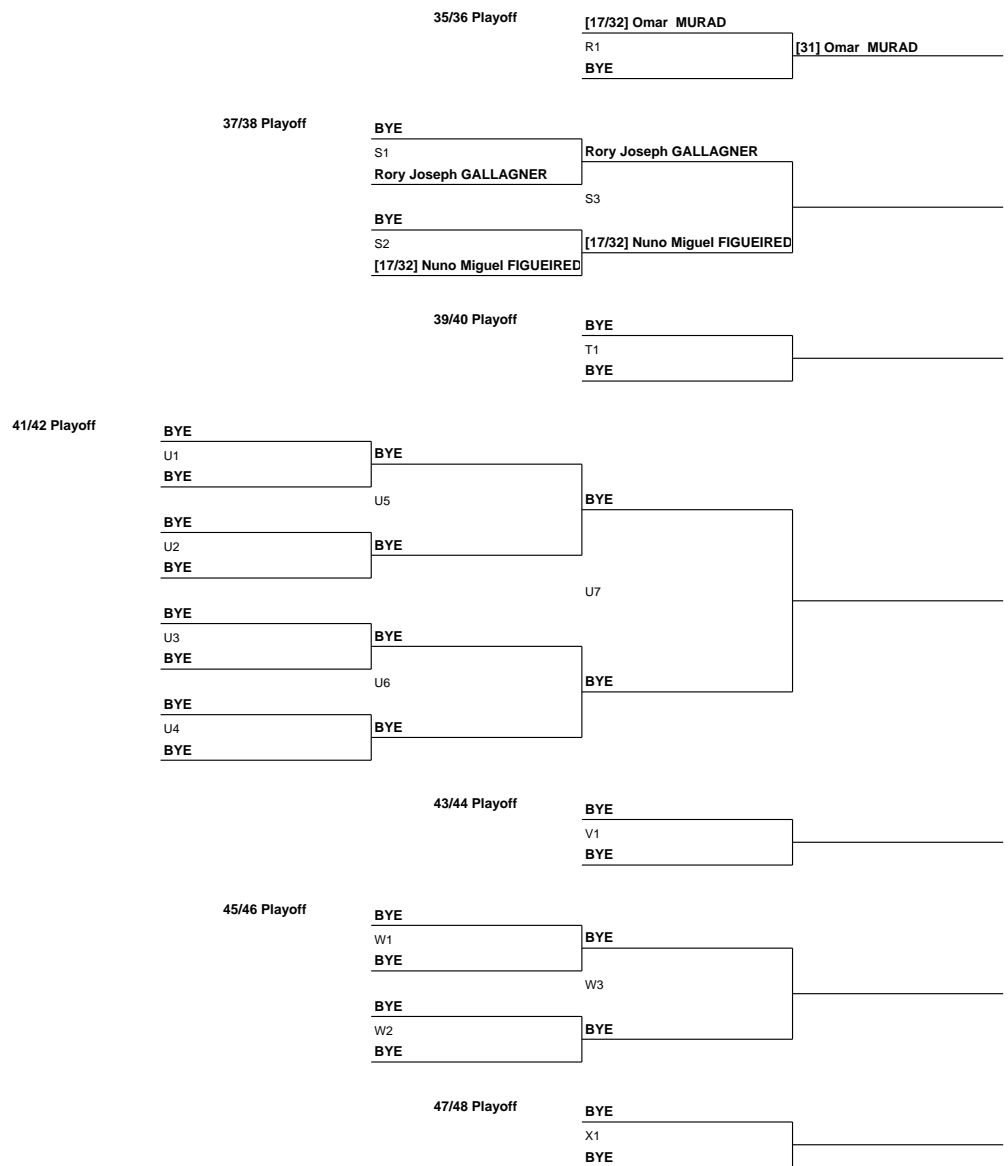 35/36 Playoff
[17/32] Omar MURAD
R1
[31] Omar MURAD
BYE
37/38 Playoff
BYE
S1
Rory Joseph GALLAGNER
Rory Joseph GALLAGNER
S3
BYE
S2
[17/32] Nuno Miguel FIGUEIRED
[17/32] Nuno Miguel FIGUEIRED
39/40 Playoff
BYE
T1
BYE
41/42 Playoff
BYE
U1
BYE
BYE
U5
BYE
BYE
U2
BYE
BYE
U7
BYE
U3
BYE
BYE
U6
BYE
BYE
U4
BYE
BYE
43/44 Playoff
BYE
V1
BYE
45/46 Playoff
BYE
W1
BYE
BYE
W3
BYE
W2
BYE
BYE
47/48 Playoff
BYE
X1
BYE